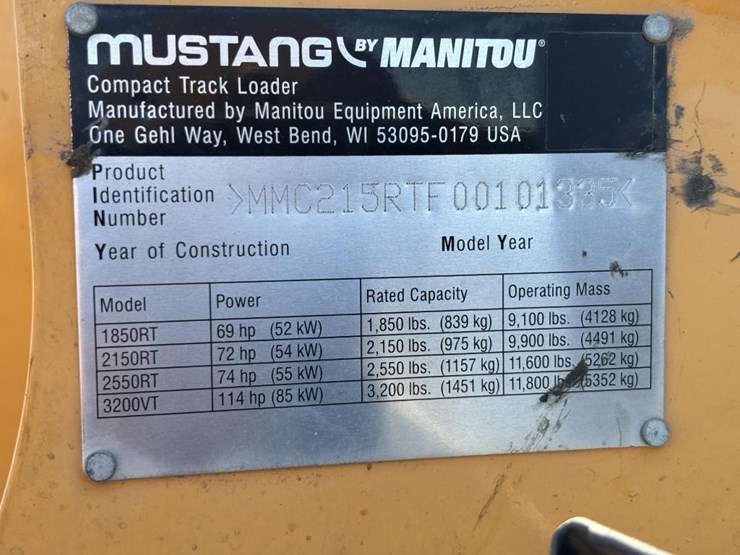 MUSTANG BY MANITOU®
Compact Track Loader
Manufactured by Manitou Equipment America, LLC
One Gehl Way, West Bend, WI 53095-0179 USA
Product
Identification >MMC215RTF00101335<
Number
Year of Construction Model Year
Model Power Rated Capacity Operating Mass
1850RT 69 hp (52 kW) 1,850 lbs. (839 kg) 9,100 lbs. (4128 kg)
2150RT 72 hp (54 kW) 2,150 lbs. (975 kg) 9,900 lbs. (4491 kg)
2550RT 74 hp (55 kW) 2,550 lbs. (1157 kg) 11,600 lbs. (5262 kg)
3200VT 114 hp (85 kW) 3,200 lbs. (1451 kg) 11,800 lbs. (5352 kg)